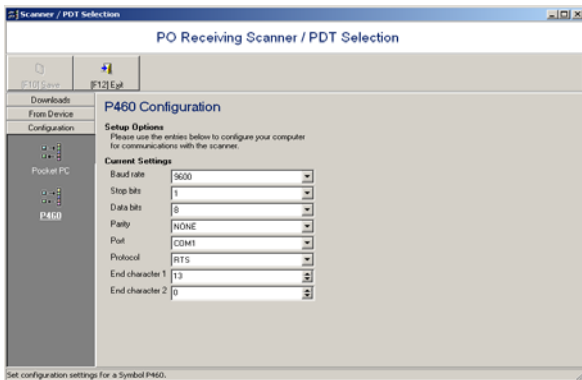 Scanner / PDT Selection
PO Receiving Scanner / PDT Selection
[F10] Save
[F12] Exit
Downloads
From Device
Configuration
Pocket PC
P460
P460 Configuration
Setup Options
Please use the entries below to configure your computer
for communications with the scanner.
Current Settings
Baud rate 9600
Stop bits 1
Data bits 8
Parity NONE
Port COM1
Protocol RTS
End character 1 13
End character 2 0
Set configuration settings for a Symbol P460.